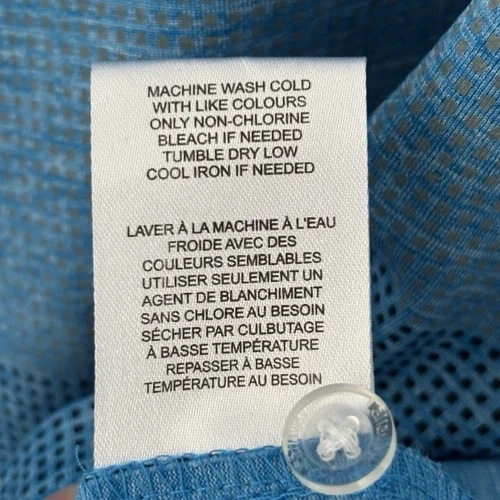 MACHINE WASH COLD
WITH LIKE COLOURS
ONLY NON-CHLORINE
BLEACH IF NEEDED
TUMBLE DRY LOW
COOL IRON IF NEEDED
LAVER À LA MACHINE À L'EAU
FROIDE AVEC DES
COULEURS SEMBLABLES
UTILISER SEULEMENT UN
AGENT DE BLANCHIMENT
SANS CHLORE AU BESOIN
SÉCHER PAR CULBUTAGE
À BASSE TEMPÉRATURE
REPASSER À BASSE
TEMPÉRATURE AU BESOIN